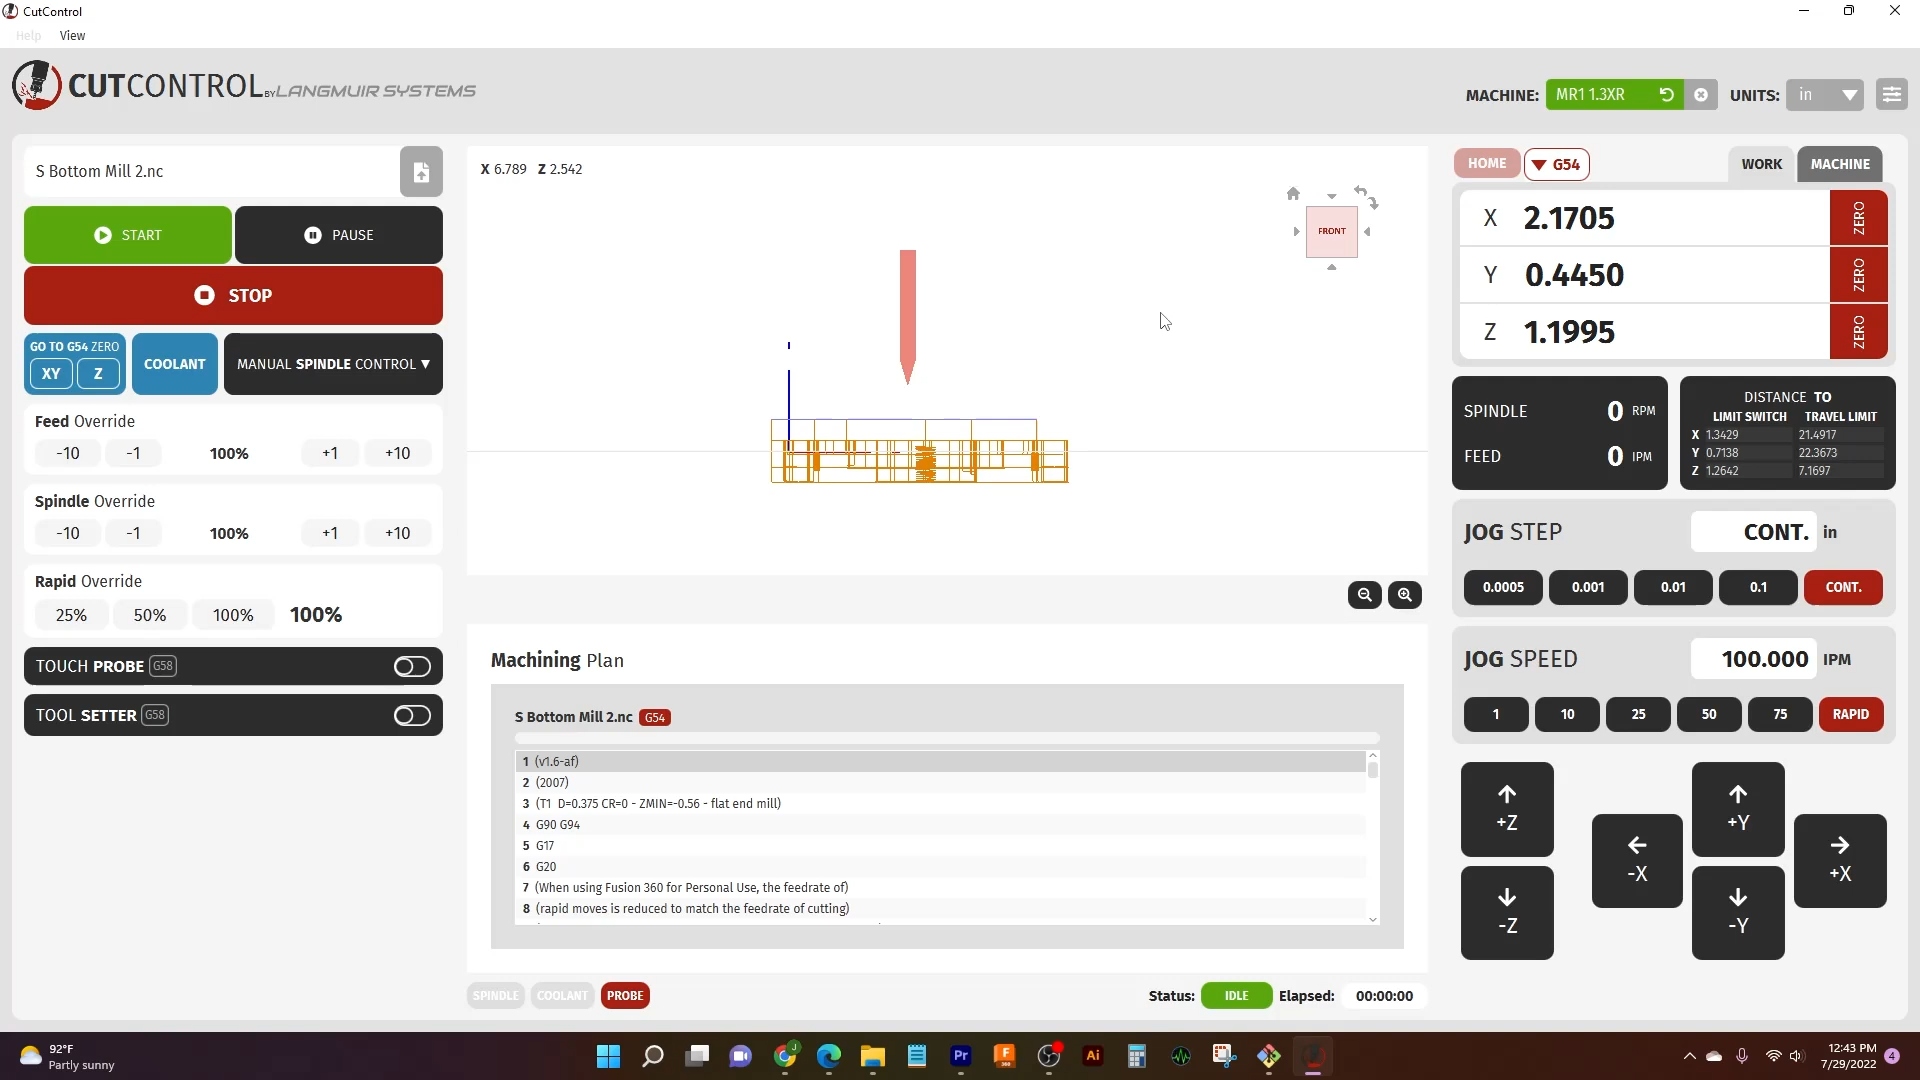 CutControl
Help View
CUTCONTROL BY LANGMUIR SYSTEMS
MACHINE: MR1 1.3XR UNITS: in
S Bottom Mill 2.nc
START
PAUSE
STOP
GO TO G54 ZERO
XY Z
COOLANT
MANUAL SPINDLE CONTROL ▼
Feed Override
-10 -1 100% +1 +10
Spindle Override
-10 -1 100% +1 +10
Rapid Override
25% 50% 100% 100%
TOUCH PROBE G58
TOOL SETTER G58
X 6.789 Z 2.542
FRONT
Machining Plan
S Bottom Mill 2.nc G54
1 (v1.6-af)
2 (2007)
3 (T1 D=0.375 CR=0 - ZMIN=-0.56 - flat end mill)
4 G90 G94
5 G17
6 G20
7 (When using Fusion 360 for Personal Use, the feedrate of)
8 (rapid moves is reduced to match the feedrate of cutting)
SPINDLE COOLANT PROBE
Status: IDLE Elapsed: 00:00:00
HOME G54 WORK MACHINE
X 2.1705 ZERO
Y 0.4450 ZERO
Z 1.1995 ZERO
SPINDLE 0 RPM
FEED 0 IPM
DISTANCE TO
LIMIT SWITCH TRAVEL LIMIT
X 1.3429 21.4917
Y 0.7138 22.3673
Z 1.2642 7.1697
JOG STEP CONT. in
0.0005 0.001 0.01 0.1 CONT.
JOG SPEED 100.000 IPM
1 10 25 50 75 RAPID
+Z +Y
-X +X
-Z -Y
92°F
Partly sunny
Pr F 360 Ai
12:43 PM
7/29/2022 4